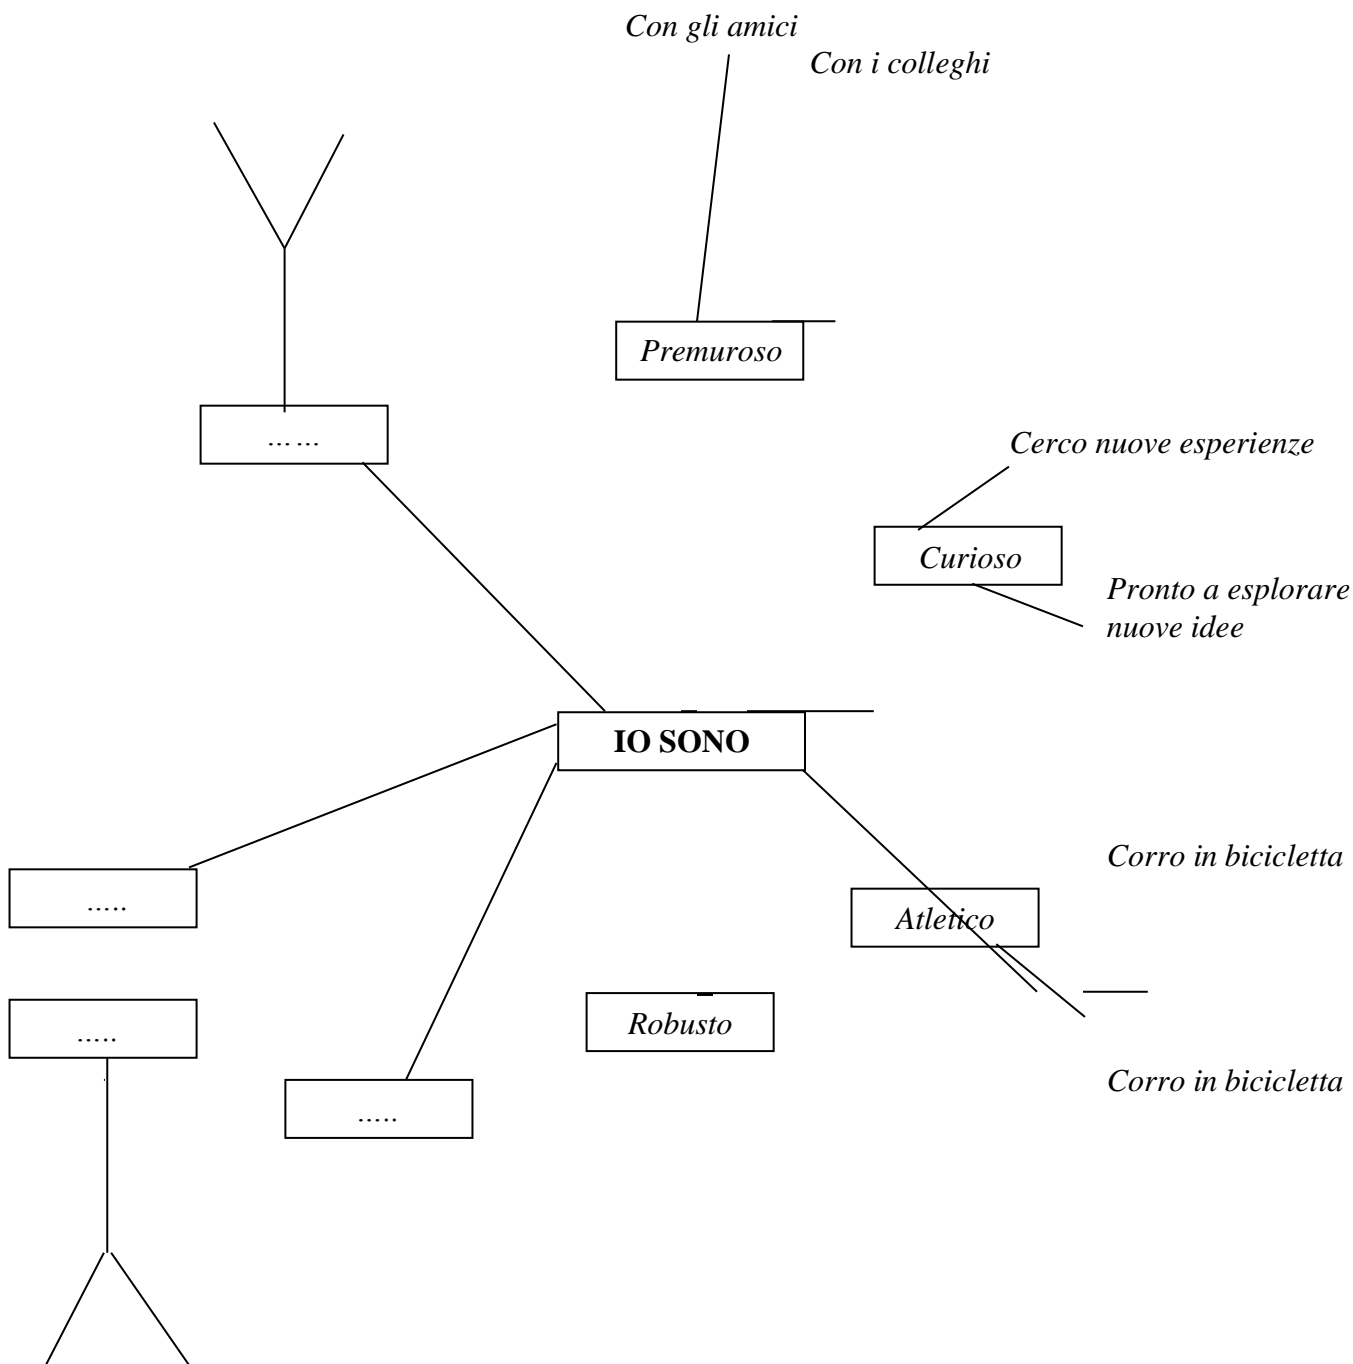 Con gli amici
Con i colleghi
Premuroso
... ...
Cerco nuove esperienze
Curioso
Pronto a esplorare
nuove idee
IO SONO
Corro in bicicletta
.....
Atletico
.....
Robusto
Corro in bicicletta
.....